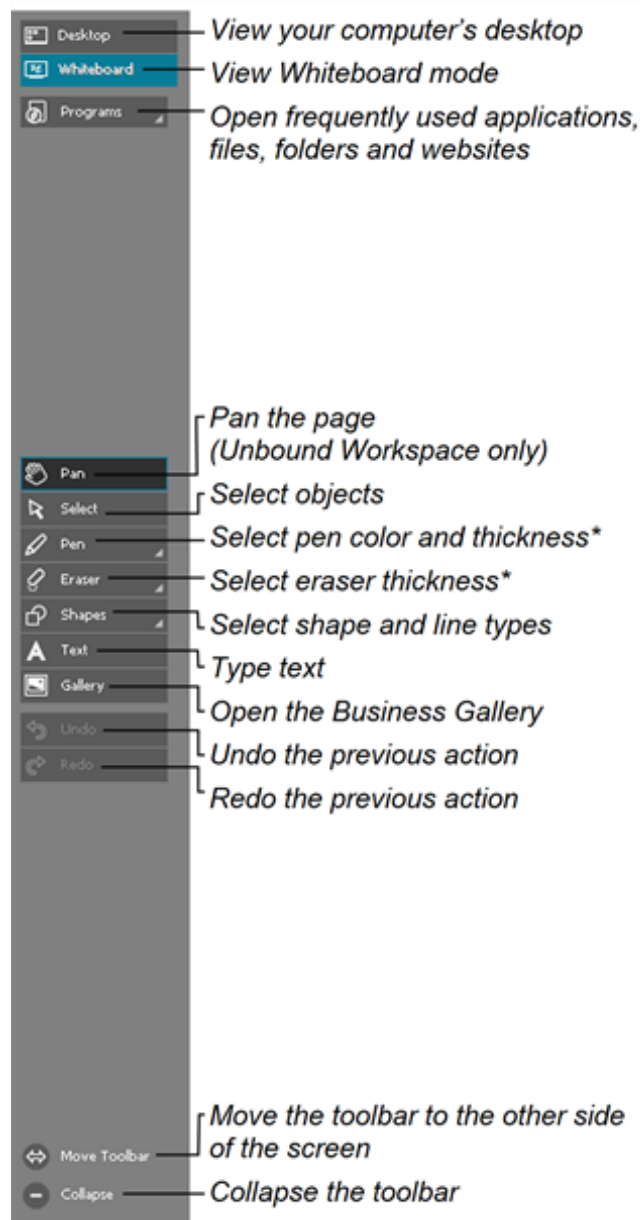 Desktop View your computer's desktop
Whiteboard View Whiteboard mode
Programs Open frequently used applications,
files, folders and websites
Pan the page
(Unbound Workspace only)
Pan
Select Select objects
Pen Select pen color and thickness*
Eraser Select eraser thickness*
Shapes Select shape and line types
Text Type text
Gallery Open the Business Gallery
Undo Undo the previous action
Redo Redo the previous action
Move the toolbar to the other side
Move Toolbar of the screen
Collapse Collapse the toolbar